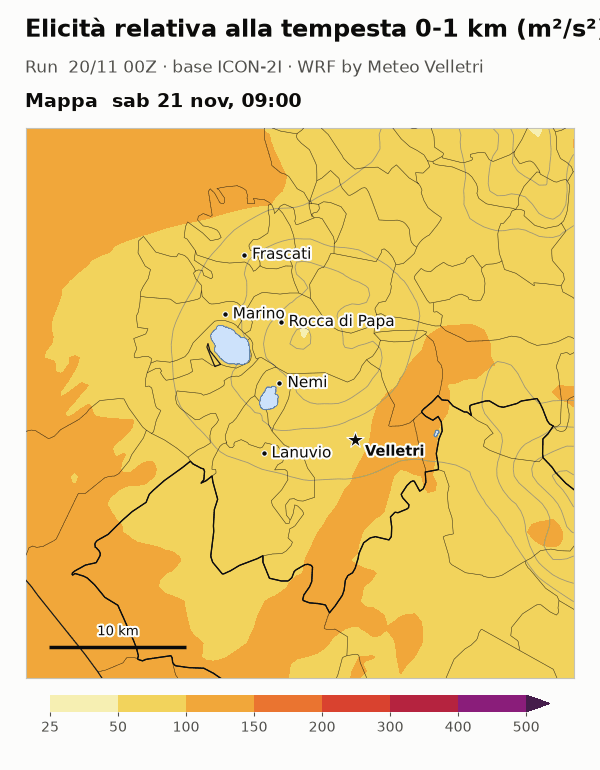 Elicità relativa alla tempesta 0-1 km (m²/s²)
Run  20/11 00Z · base ICON-2I · WRF by Meteo Velletri
Mappa  sab 21 nov, 09:00
Frascati
Marino
Rocca di Papa
Nemi
Lanuvio
Velletri
10 km
25 50 100 150 200 300 400 500